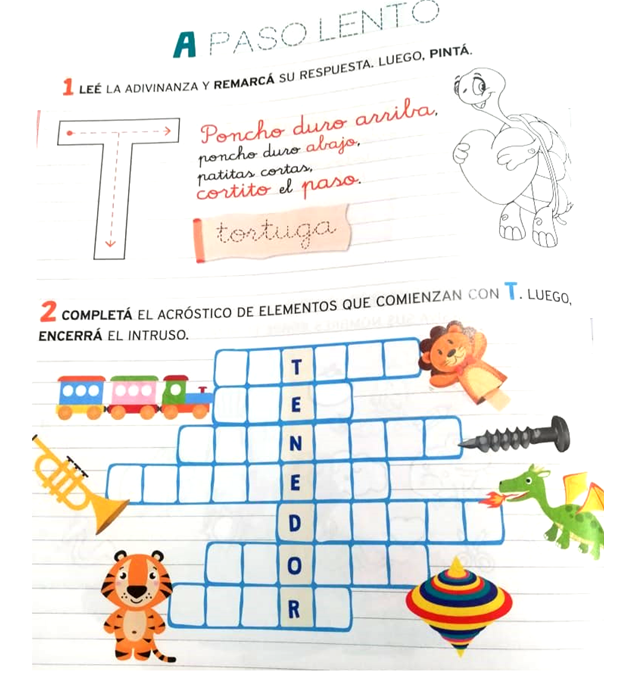 A PASO LENTO
1 LEÉ LA ADIVINANZA Y REMARCÁ SU RESPUESTA. LUEGO, PINTÁ.
T
Poncho duro arriba,
poncho duro abajo,
patitas cortas,
cortito el paso.
tortuga
2 COMPLETÁ EL ACRÓSTICO DE ELEMENTOS QUE COMIENZAN CON T. LUEGO,
ENCERRÁ EL INTRUSO.
T
E
N
E
D
O
R